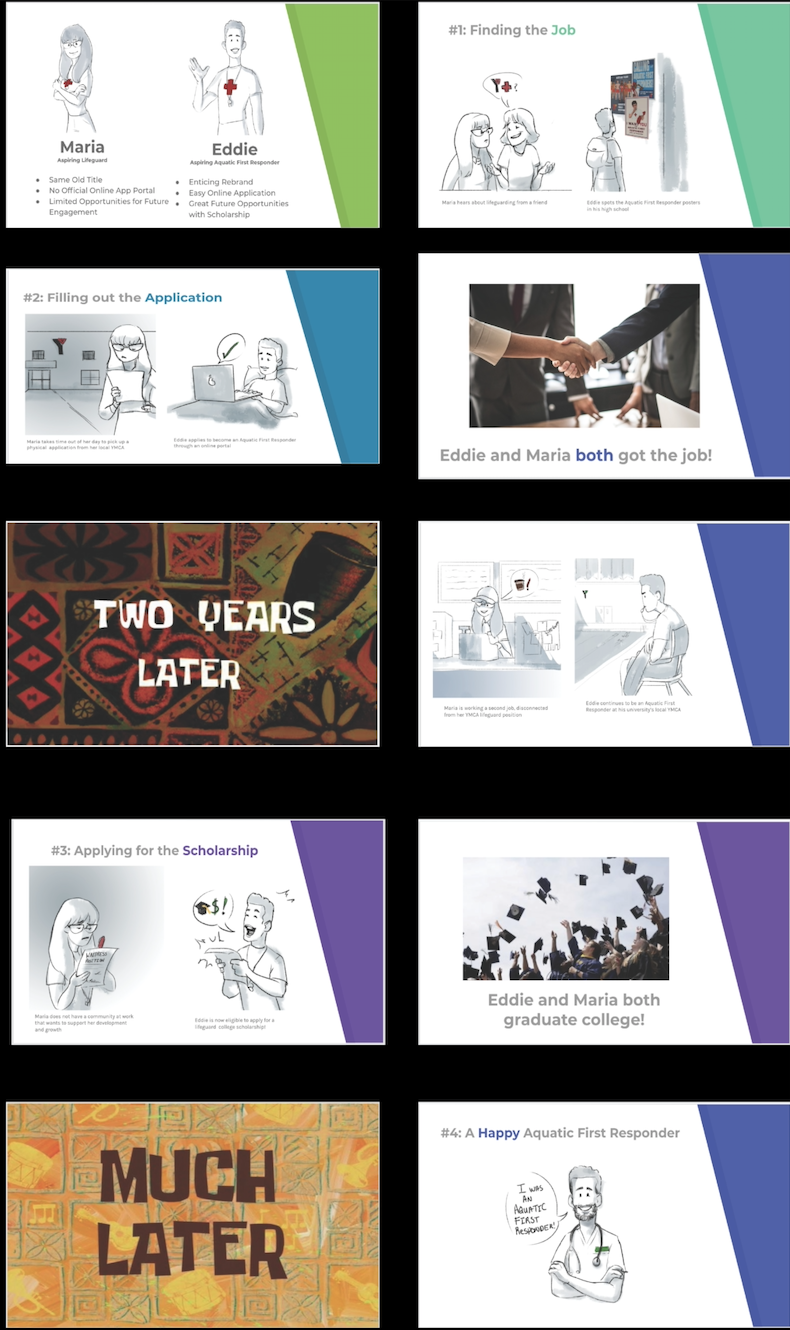 Maria
Aspiring Lifeguard
● Same Old Title
● No Official Online App Portal
● Limited Opportunities for Future
Engagement
Eddie
Aspiring Aquatic First Responder
● Enticing Rebrand
● Easy Online Application
● Great Future Opportunities
with Scholarship
#1: Finding the Job
Maria hears about lifeguarding from a friend
Eddie spots the Aquatic First Responder posters
in his high school
#2: Filling out the Application
Maria takes time out of her day to pick up a
physical application from her local YMCA
Eddie applies to become an Aquatic First Responder
through an online portal
Eddie and Maria both got the job!
TWO YEARS
LATER
Maria is working a second job, disconnected
from her YMCA lifeguard position
Eddie continues to be an Aquatic First
Responder at his university's local YMCA
#3: Applying for the Scholarship
$!
Maria does not have a community at work
that wants to support her development
and growth
Eddie is now eligible to apply for a
lifeguard college scholarship!
Eddie and Maria both
graduate college!
MUCH
LATER
#4: A Happy Aquatic First Responder
I WAS
AN
AQUATIC
FIRST
RESPONDER!